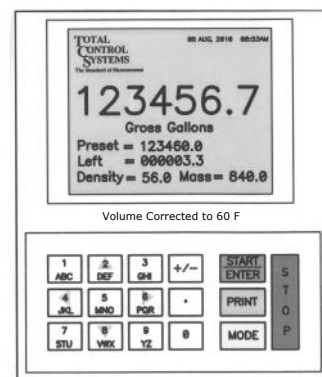 TOTAL
CONTROL
SYSTEMS
The Standard of Measurement
05 AUG, 2010 08:53AM
123456.7
Gross Gallons
Preset = 123460.0
Left = 000003.3
Density = 56.0 Mass = 840.0
Volume Corrected to 60 F
1 2 3 +/- START
ABC DEF GHI ENTER
4 5 6 . PRINT
JKL MNO PQR
7 8 9 0 MODE
STU VWX YZ
STOP